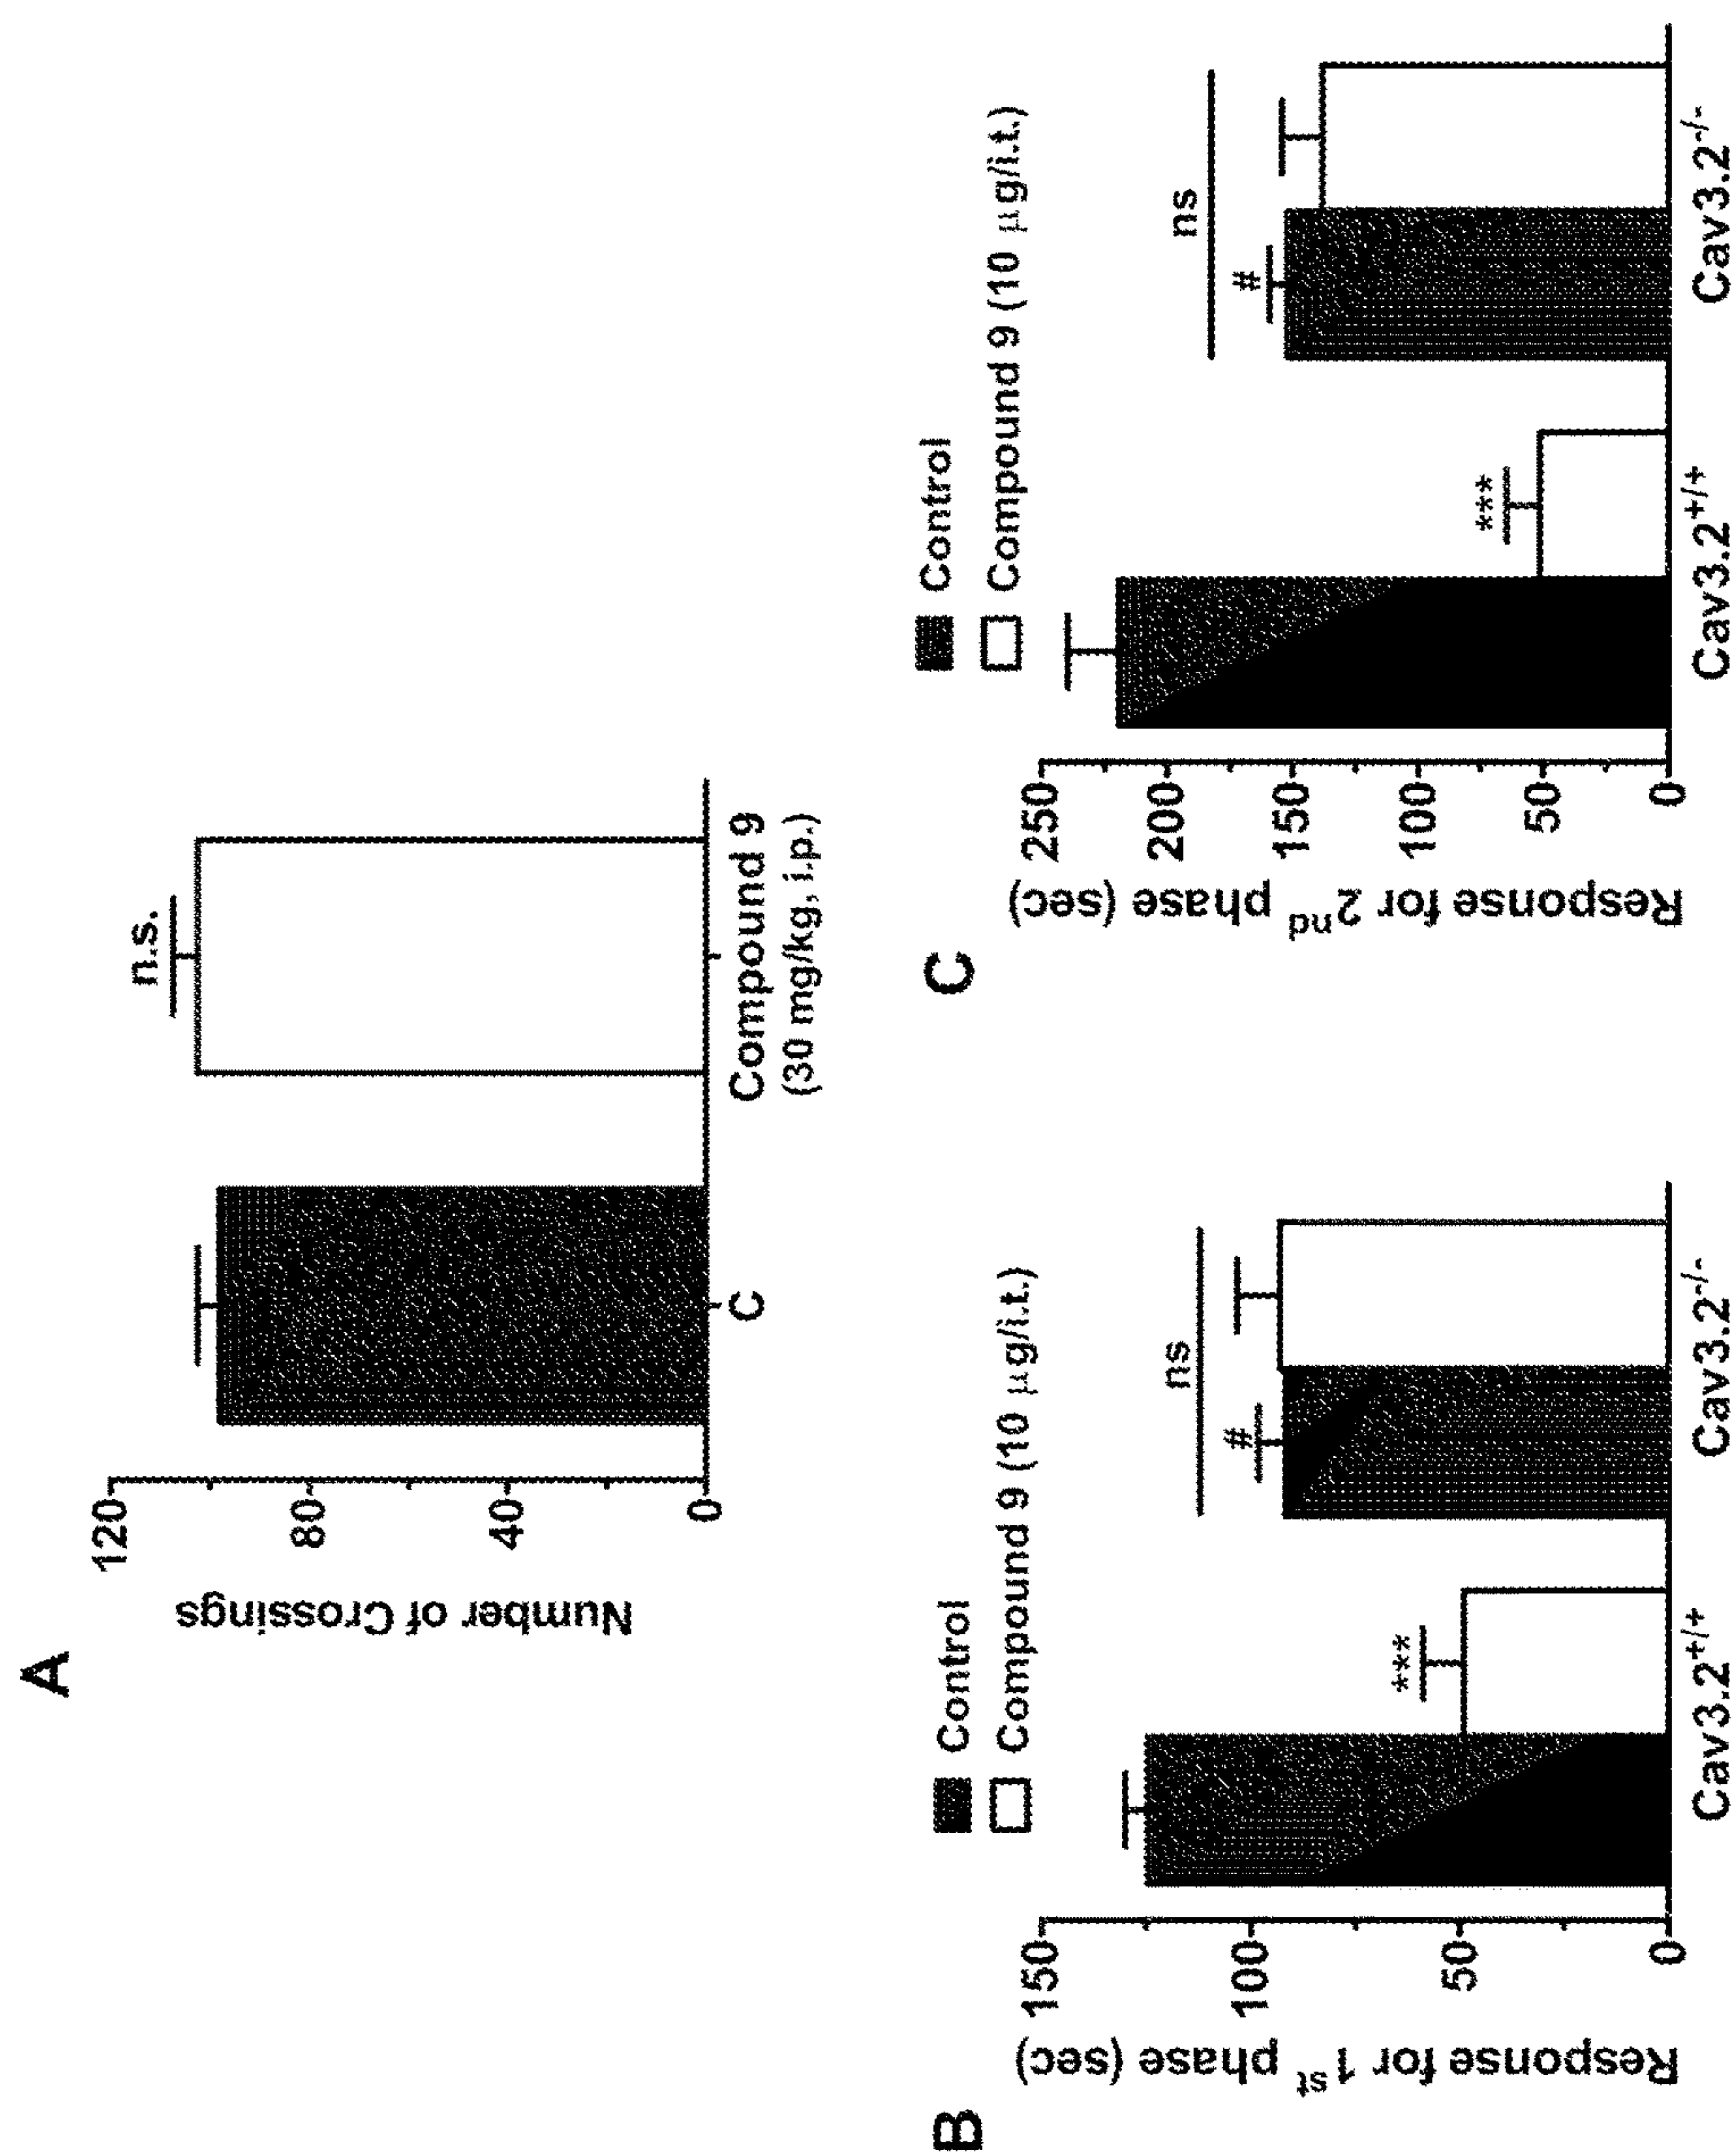 A
Number of Crossings
120
80
40
0
n.s.
C
Compound 9
(30 mg/kg, i.p.)
B
Control
Compound 9 (10 μg/i.t.)
Response for 1st phase (sec)
150
100
50
0
***
#
ns
Cav3.2+/+
Cav3.2-/-
C
Control
Compound 9 (10 μg/i.t.)
Response for 2nd phase (sec)
250
200
150
100
50
0
***
#
ns
Cav3.2+/+
Cav3.2-/-